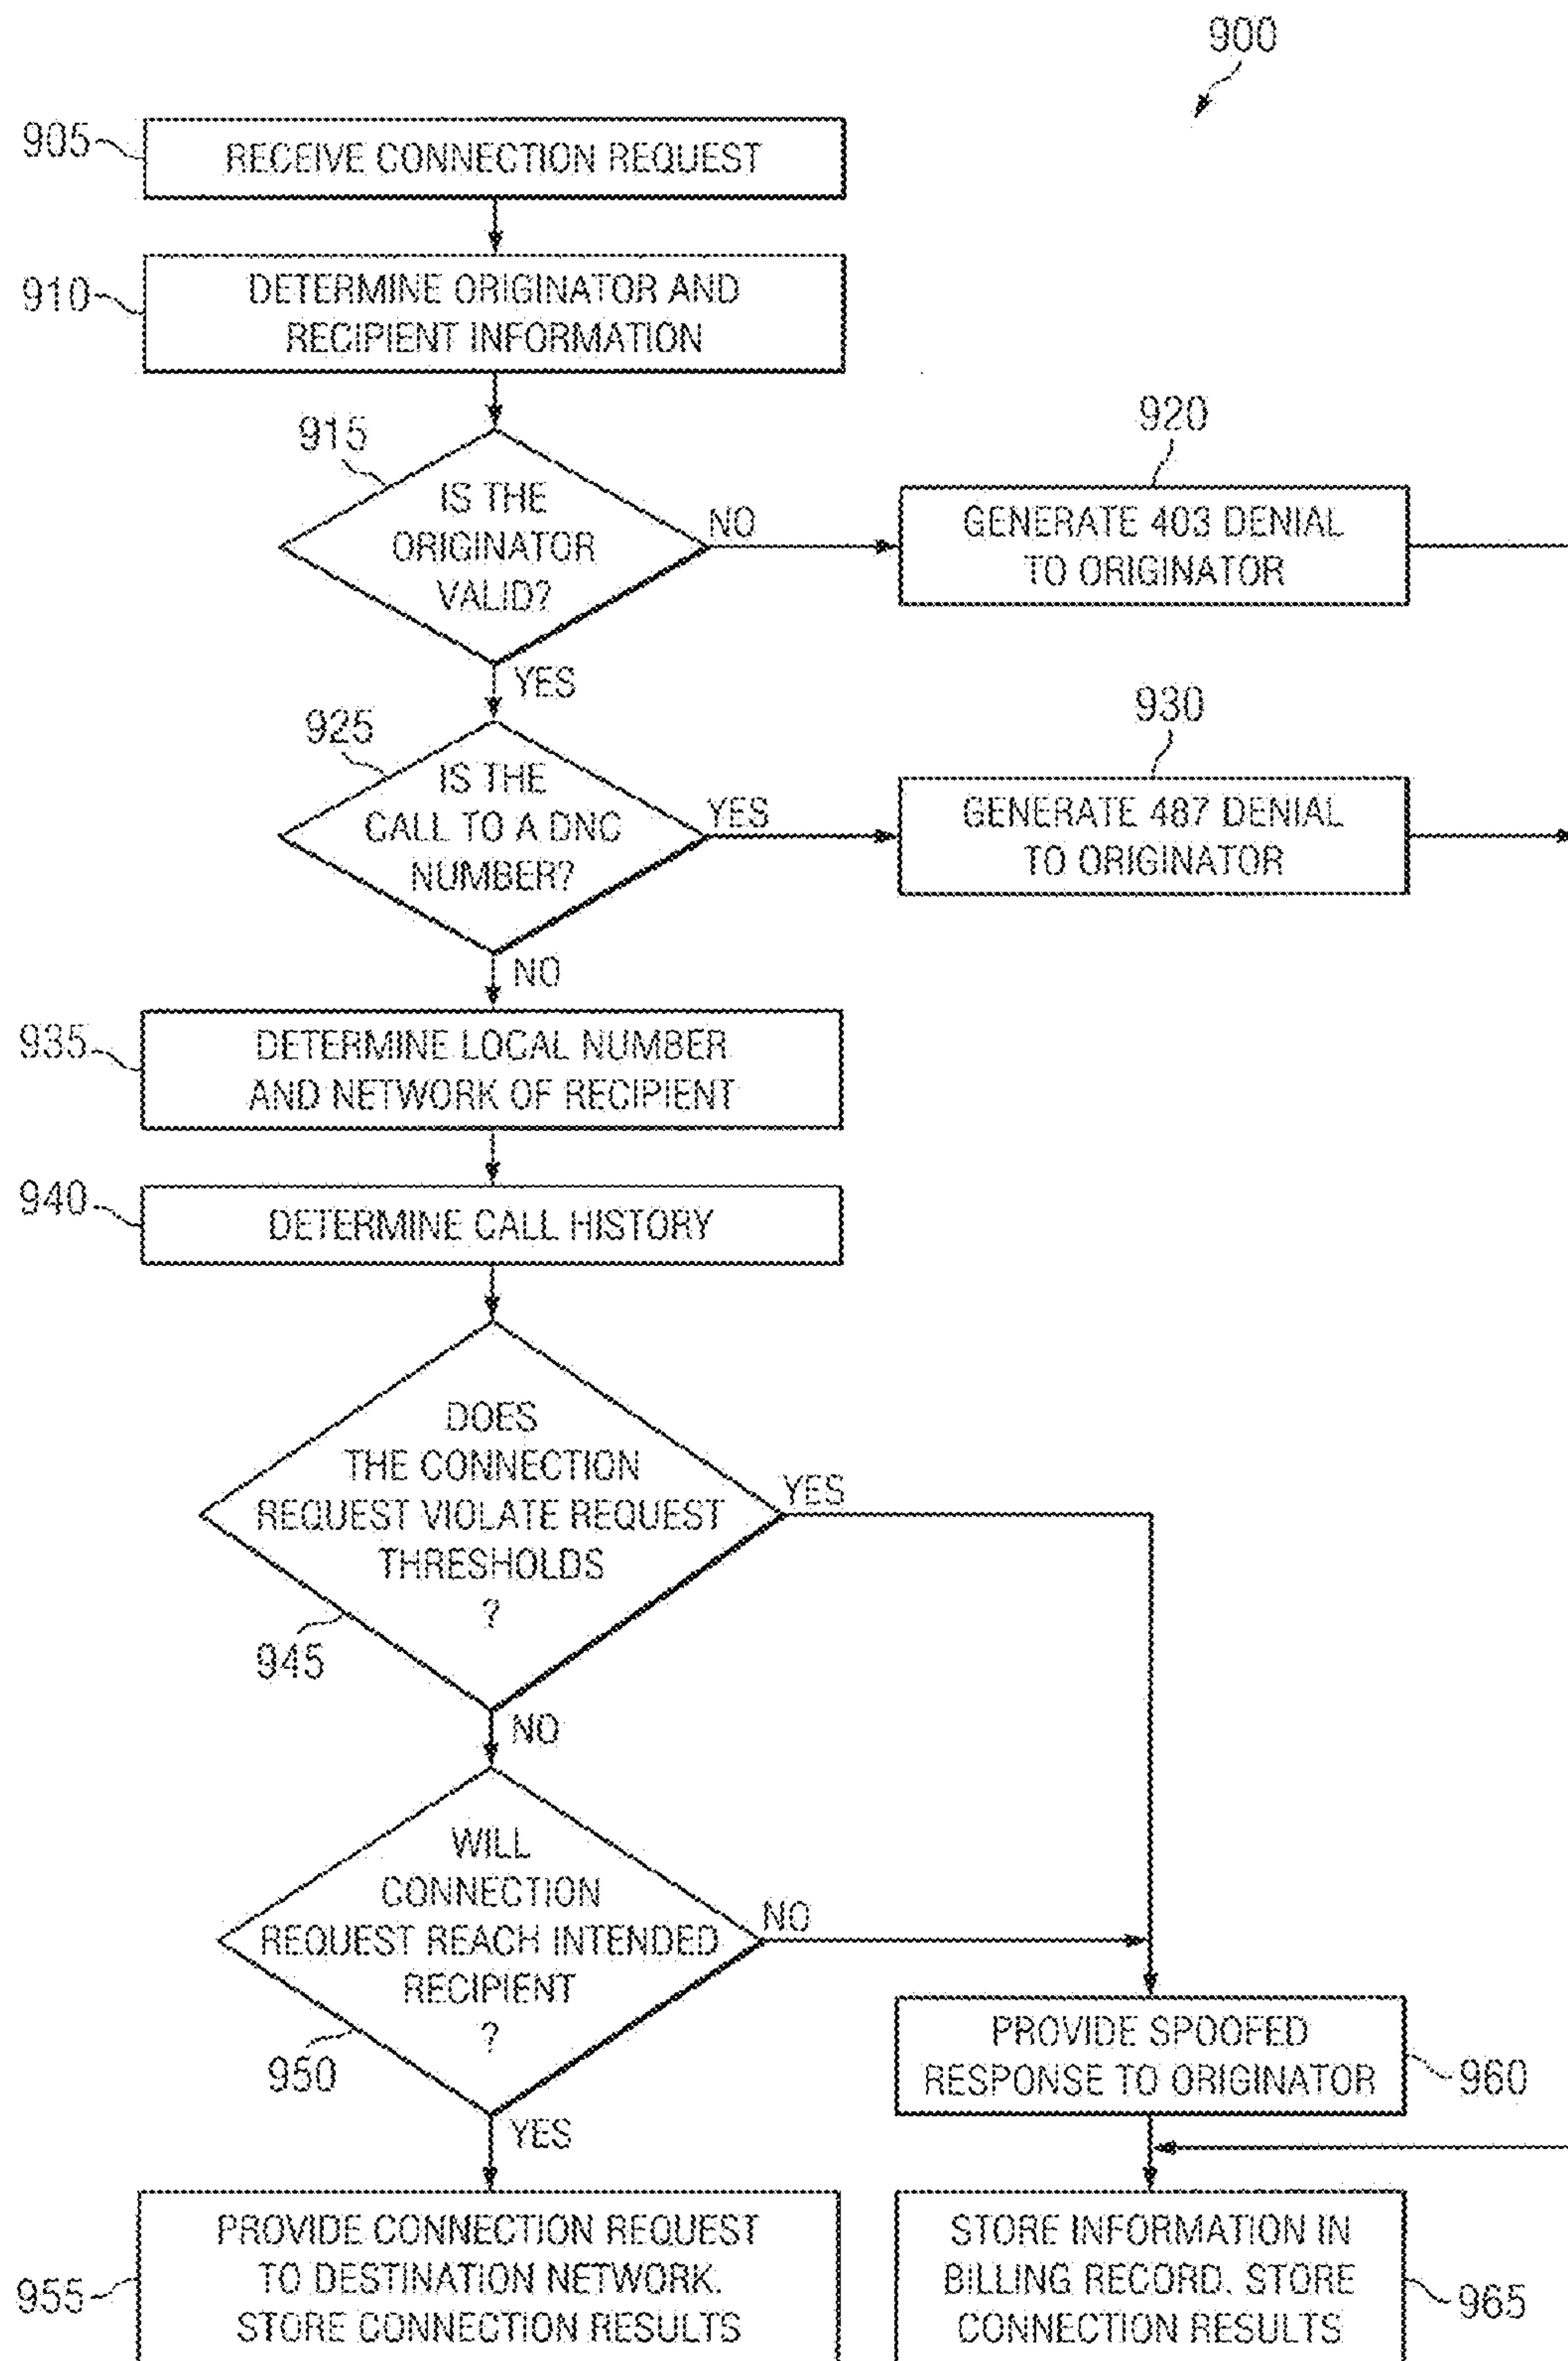 900
905
RECEIVE CONNECTION REQUEST
910
DETERMINE ORIGINATOR AND
RECIPIENT INFORMATION
915
IS THE
ORIGINATOR
VALID?
NO
YES
920
GENERATE 403 DENIAL
TO ORIGINATOR
925
IS THE
CALL TO A DNC
NUMBER?
YES
NO
930
GENERATE 487 DENIAL
TO ORIGINATOR
935
DETERMINE LOCAL NUMBER
AND NETWORK OF RECIPIENT
940
DETERMINE CALL HISTORY
DOES
THE CONNECTION
REQUEST VIOLATE REQUEST
THRESHOLDS
?
945
YES
NO
WILL
CONNECTION
REQUEST REACH INTENDED
RECIPIENT
?
950
NO
YES
PROVIDE SPOOFED
RESPONSE TO ORIGINATOR
960
955
PROVIDE CONNECTION REQUEST
TO DESTINATION NETWORK.
STORE CONNECTION RESULTS
STORE INFORMATION IN
BILLING RECORD. STORE
CONNECTION RESULTS
965